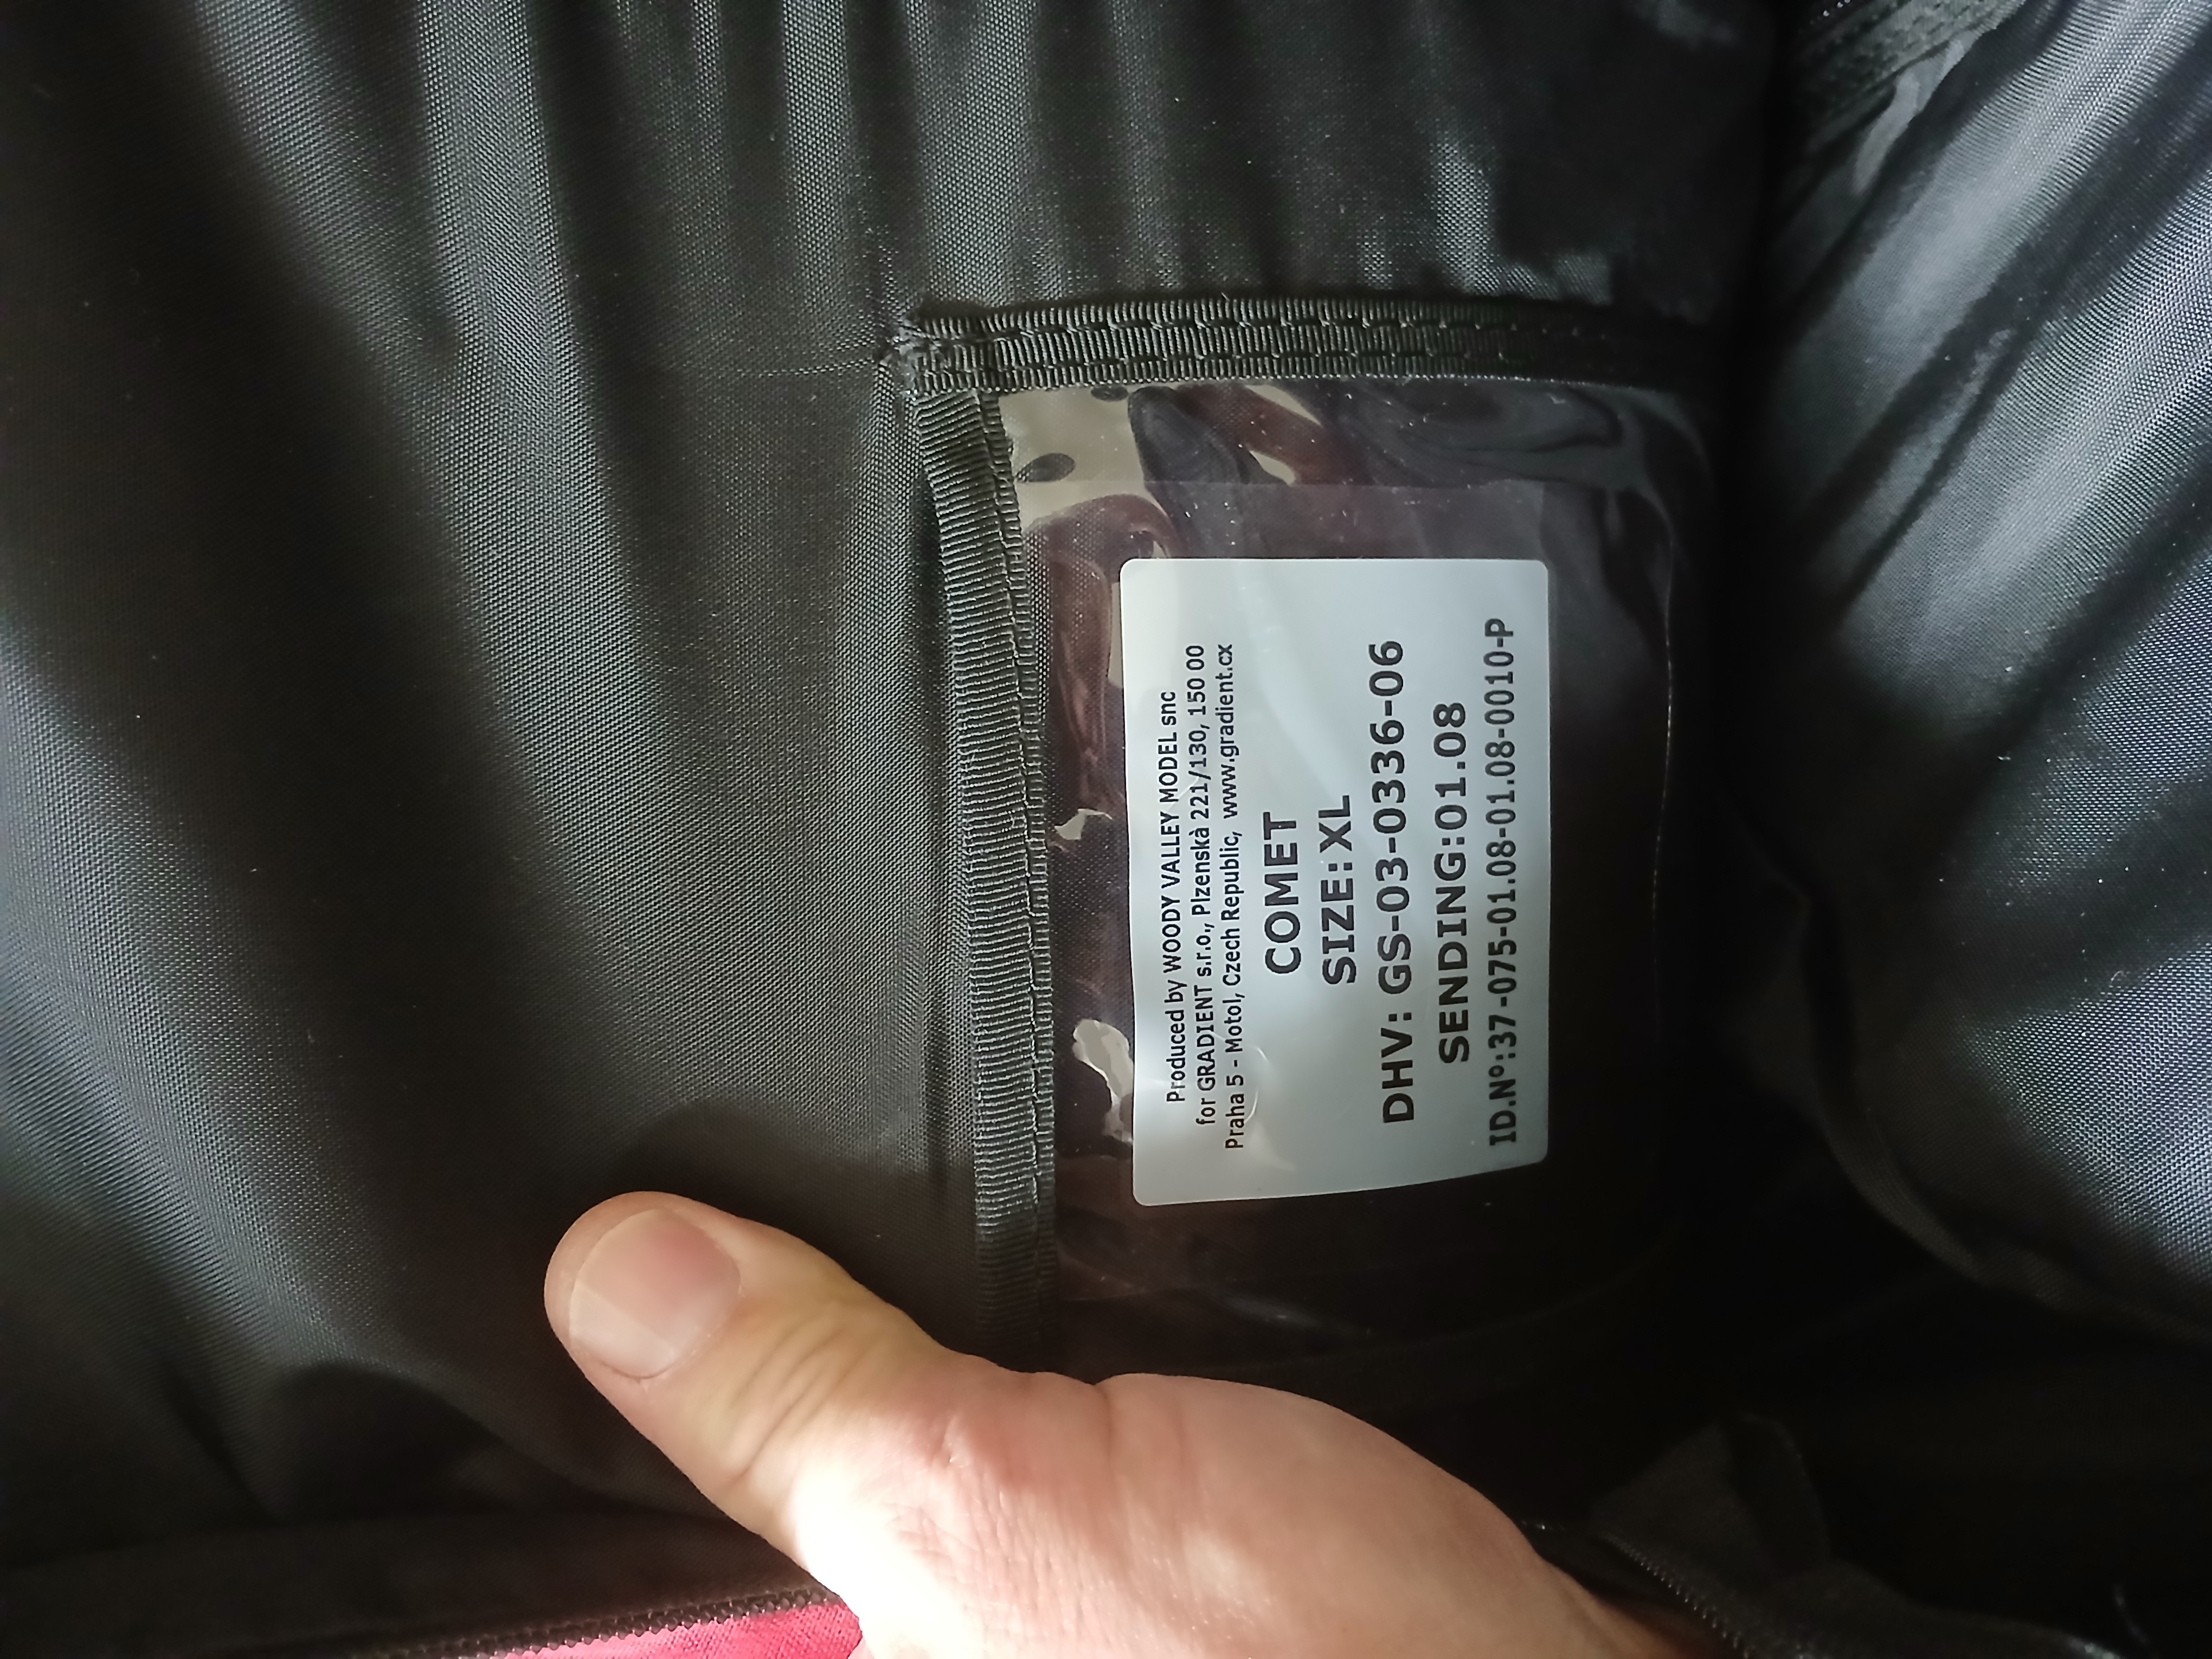 Produced by WOODY VALLEY MODEL snc
for GRADIENT s.r.o., Plzenskà 221/130, 150 00
Praha 5 - Motol, Czech Republic, www.gradient.cx
COMET
SIZE: XL
DHV: GS-03-0336-06
SENDING:01.08
ID.N°:37-075-01.08-01.08-0010-P